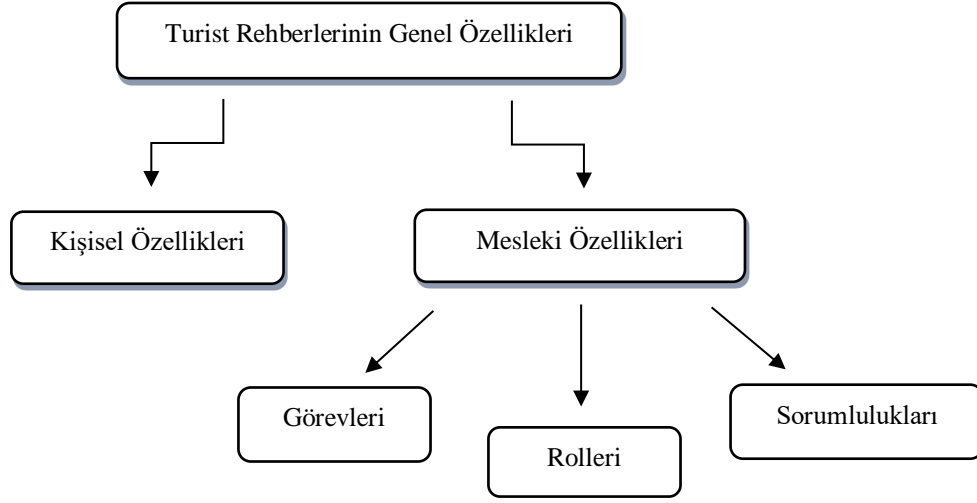 Turist Rehberlerinin Genel Özellikleri
Kişisel Özellikleri
Mesleki Özellikleri
Görevleri
Rolleri
Sorumlulukları